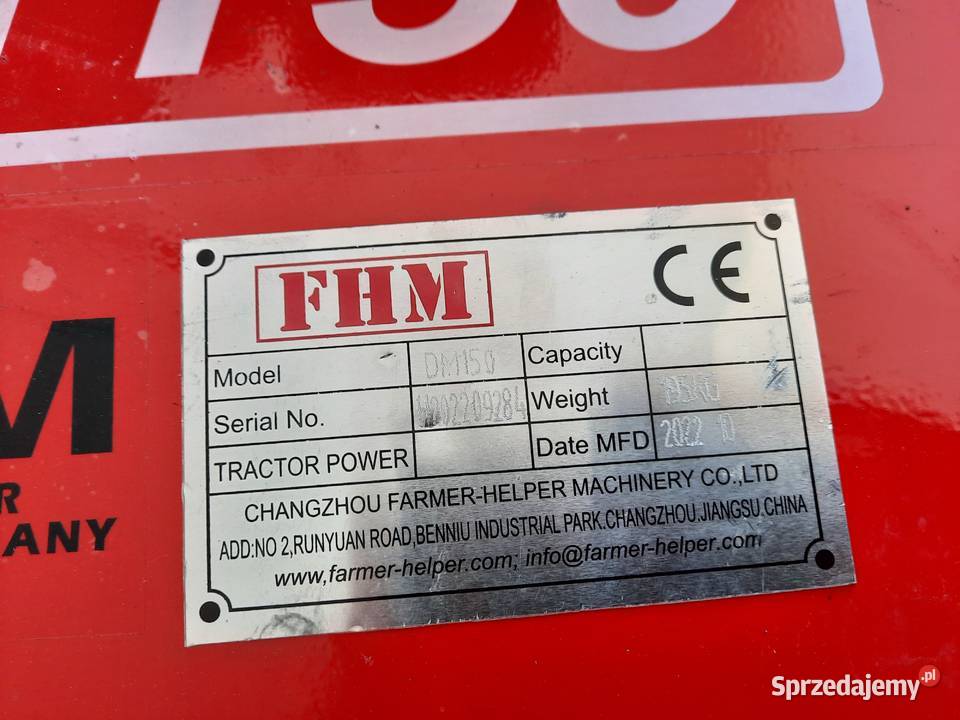 FHM
CE
Model DM150 Capacity
Serial No. Weight
TRACTOR POWER Date MFD 2022 10
CHANGZHOU FARMER-HELPER MACHINERY CO.,LTD
ADD:NO 2,RUNYUAN ROAD,BENNIU INDUSTRIAL PARK.CHANGZHOU.JIANGSU.CHINA
www,farmer-helper.com; info@farmer-helper.com
M
R
ANY
Sprzedajemy.pl